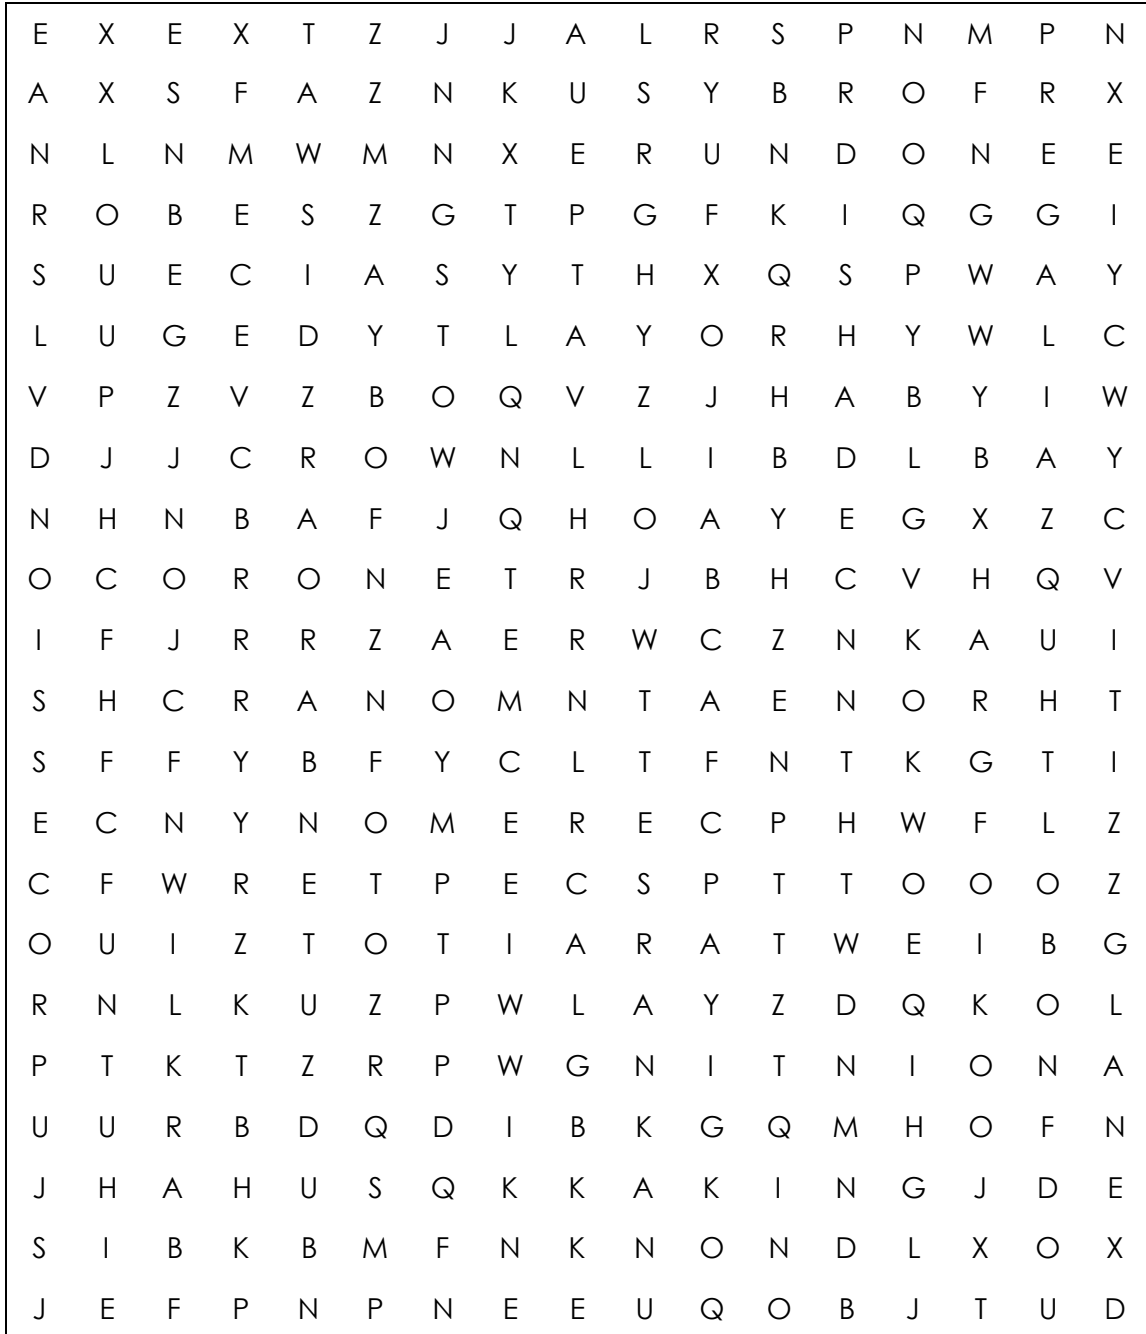 E X E X T Z J J A L R S P N M P N
A X S F A Z N K U S Y B R O F R X
N L N M W M N X E R U N D O N E E
R O B E S Z G T P G F K I Q G G I
S U E C I A S Y T H X Q S P W A Y
L U G E D Y T L A Y O R H Y W L C
V P Z V Z B O Q V Z J H A B Y I W
D J J C R O W N L L I B D L B A Y
N H N B A F J Q H O A Y E G X Z C
O C O R O N E T R J B H C V H Q V
I F J R R Z A E R W C Z N K A U I
S H C R A N O M N T A E N O R H T
S F F Y B F Y C L T F N T K G T I
E C N Y N O M E R E C P H W F L Z
C F W R E T P E C S P T T O O O Z
O U I Z T O T I A R A T W E I B G
R N L K U Z P W L A Y Z D Q K O L
P T K T Z R P W G N I T N I O N A
U U R B D Q D I B K G Q M H O F N
J H A H U S Q K K A K I N G J D E
S I B K B M F N K N O N D L X O X
J E F P N P N E E U Q O B J T U D